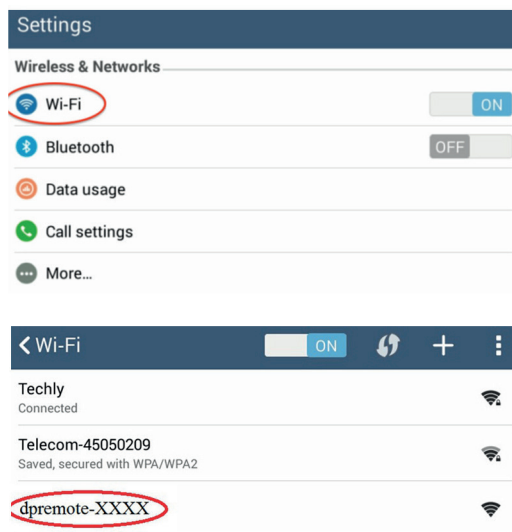 Settings
Wireless & Networks
Wi-Fi ON
Bluetooth OFF
Data usage
Call settings
More...
Wi-Fi ON
Techly
Connected
Telecom-45050209
Saved, secured with WPA/WPA2
dpremote-XXXX